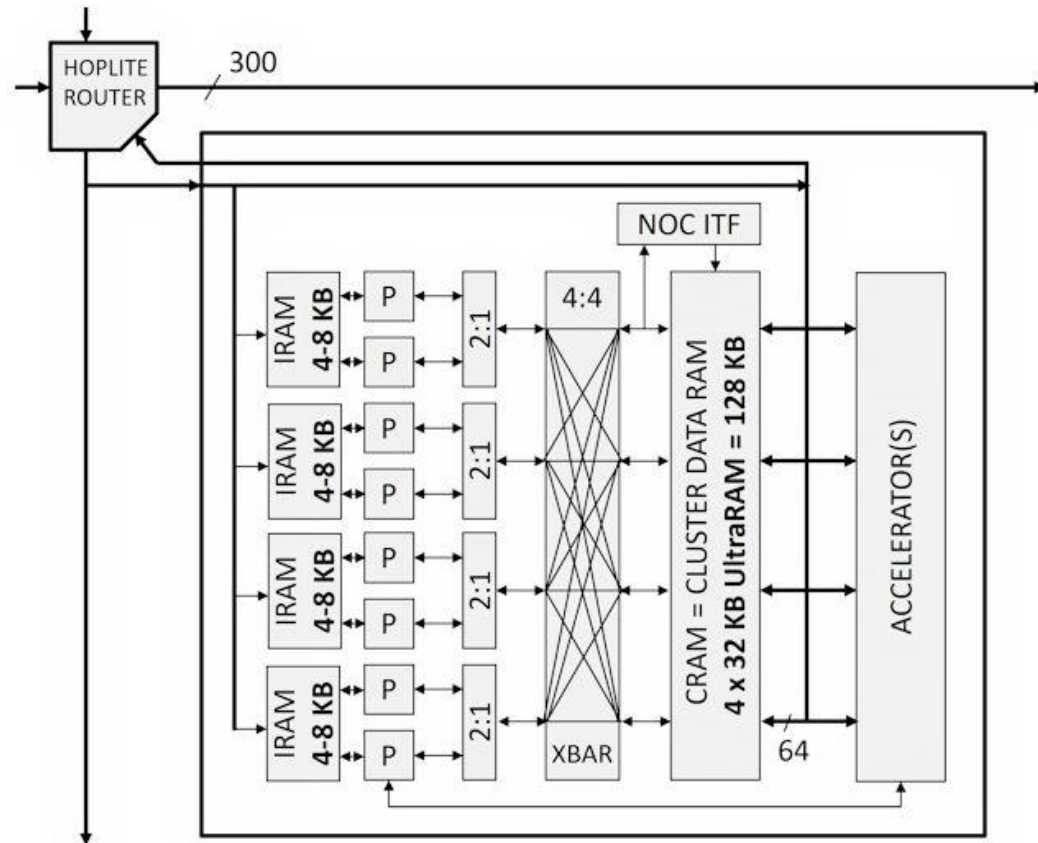 HOPLITE
ROUTER
300
NOC ITF
IRAM
4-8 KB
P
P
2:1
IRAM
4-8 KB
P
P
2:1
IRAM
4-8 KB
P
P
2:1
IRAM
4-8 KB
P
P
2:1
4:4
XBAR
CRAM = CLUSTER DATA RAM
4 x 32 KB UltraRAM = 128 KB
64
ACCELERATOR(S)